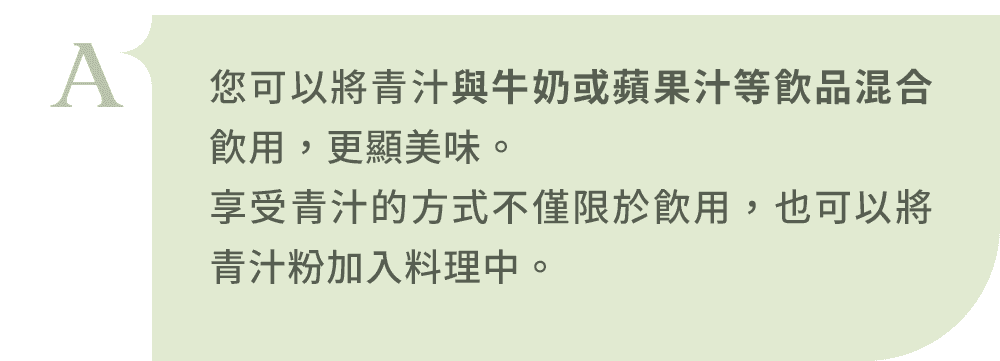 A
您可以將青汁與牛奶或蘋果汁等飲品混合
飲用，更顯美味。
享受青汁的方式不僅限於飲用，也可以將
青汁粉加入料理中。